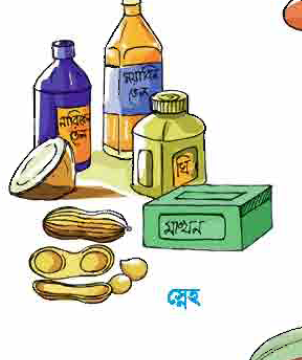 সয়াবিন
তেল
নারিকেল
তেল
ঘি
মাখন
স্নেহ